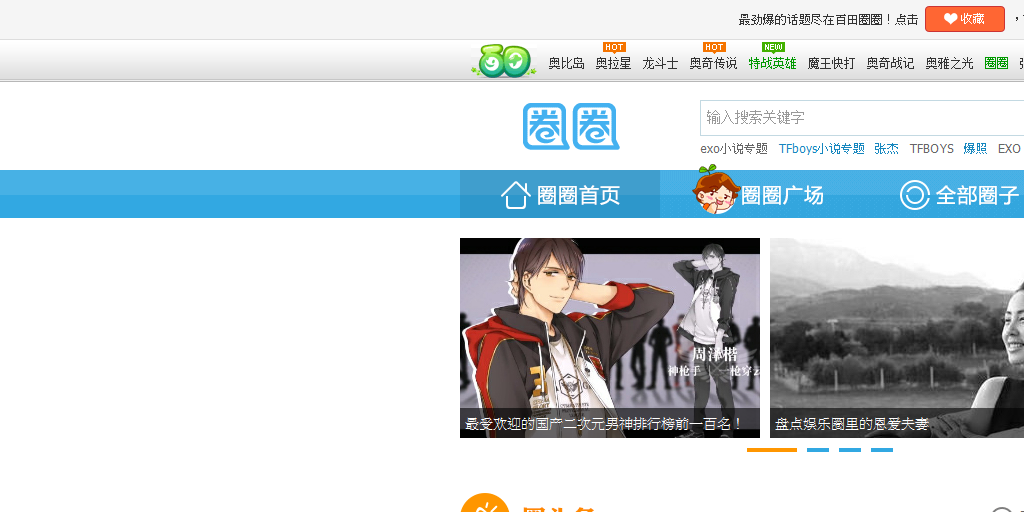 最劲爆的话题尽在百田圈圈！点击 收藏
HOT HOT NEW
奥比岛 奥拉星 龙斗士 奥奇传说 特战英雄 魔王快打 奥奇战记 奥雅之光 圈圈
圈圈
输入搜索关键字
exo小说专题 TFboys小说专题 张杰 TFBOYS 爆照 EXO
圈圈首页 圈圈广场 全部圈子
周泽楷
神枪手 一枪穿云
最受欢迎的国产二次元男神排行榜前一百名！
盘点娱乐圈里的恩爱夫妻